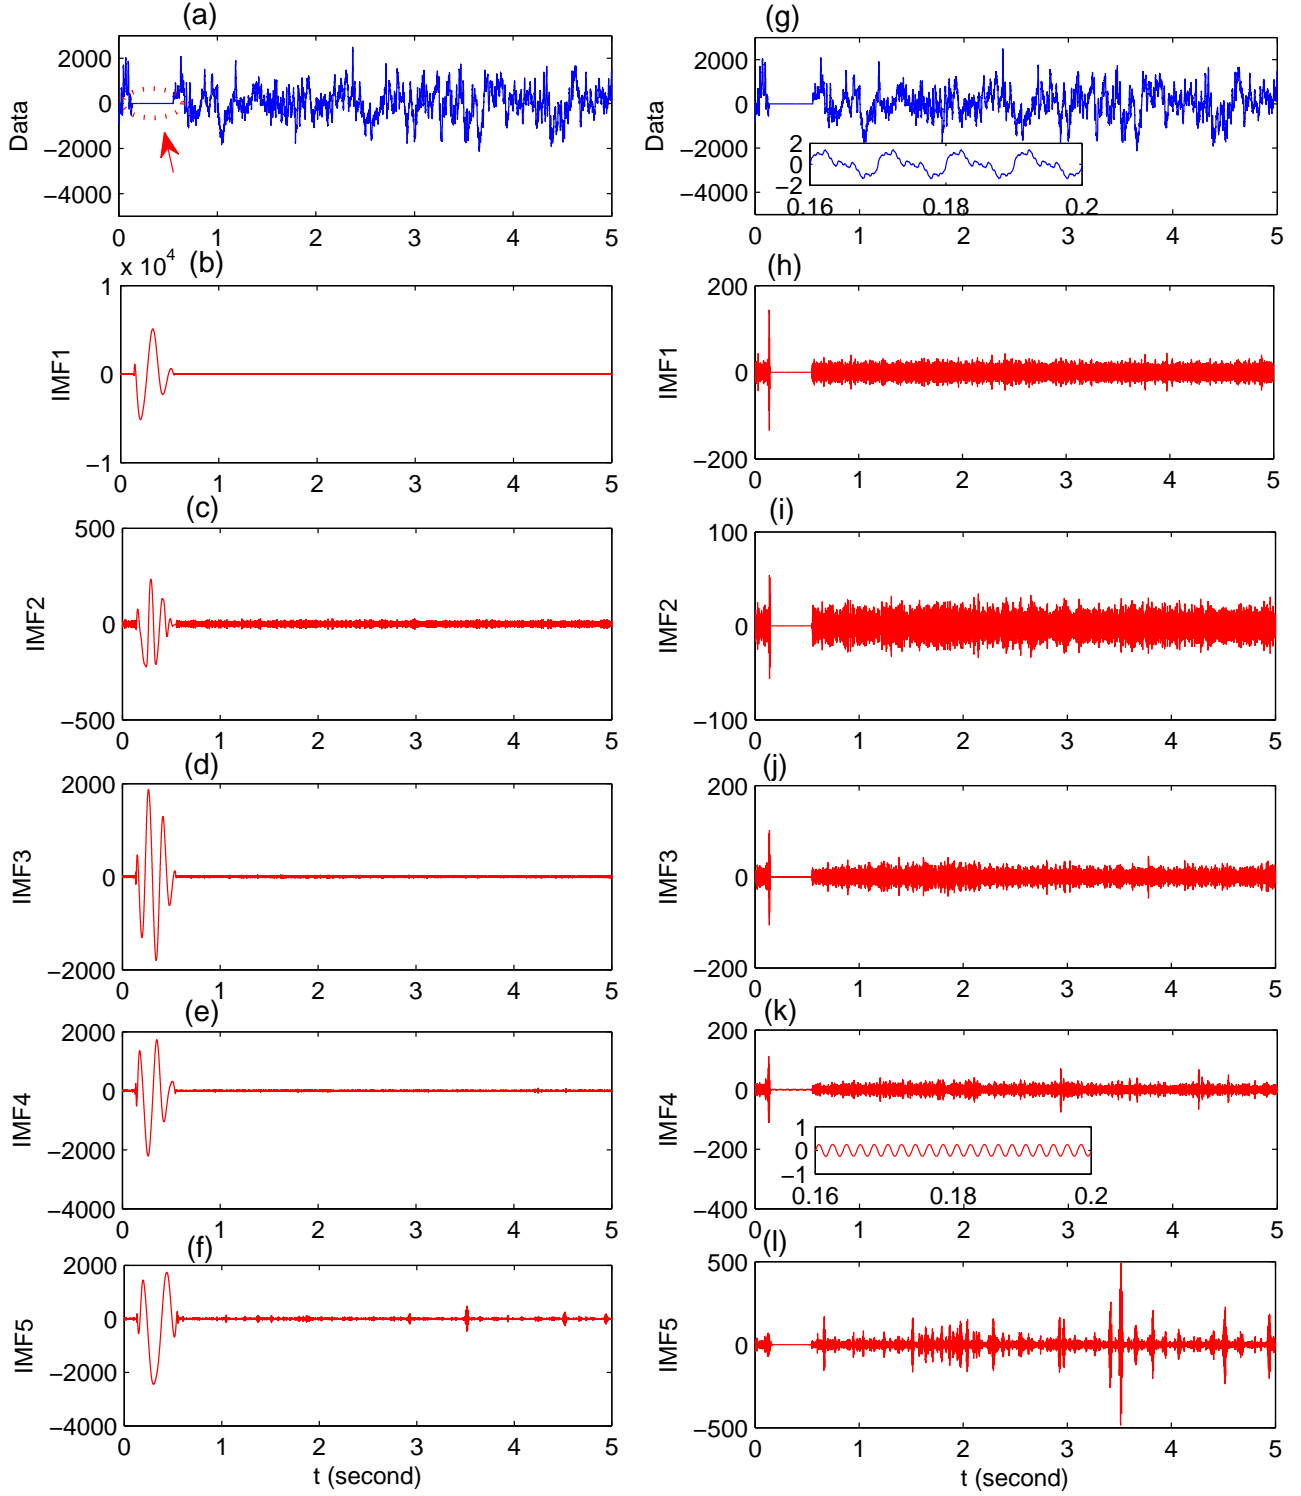 (a)
2000
0
−2000
−4000
Data
0 1 2 3 4 5
x 10^4 (b)
1
0
−1
IMF1
0 1 2 3 4 5
(c)
500
0
−500
IMF2
0 1 2 3 4 5
(d)
2000
0
−2000
IMF3
0 1 2 3 4 5
(e)
2000
0
−2000
−4000
IMF4
0 1 2 3 4 5
(f)
2000
0
−2000
−4000
IMF5
0 1 2 3 4 5
t (second)
(g)
2000
0
−2000
−4000
Data
2
0
−2
0.16 0.18 0.2
0 1 2 3 4 5
(h)
200
0
−200
IMF1
0 1 2 3 4 5
(i)
100
0
−100
IMF2
0 1 2 3 4 5
(j)
200
0
−200
IMF3
0 1 2 3 4 5
(k)
200
0
−200
−400
IMF4
1
0
−1
0.16 0.18 0.2
0 1 2 3 4 5
(l)
500
0
−500
IMF5
0 1 2 3 4 5
t (second)